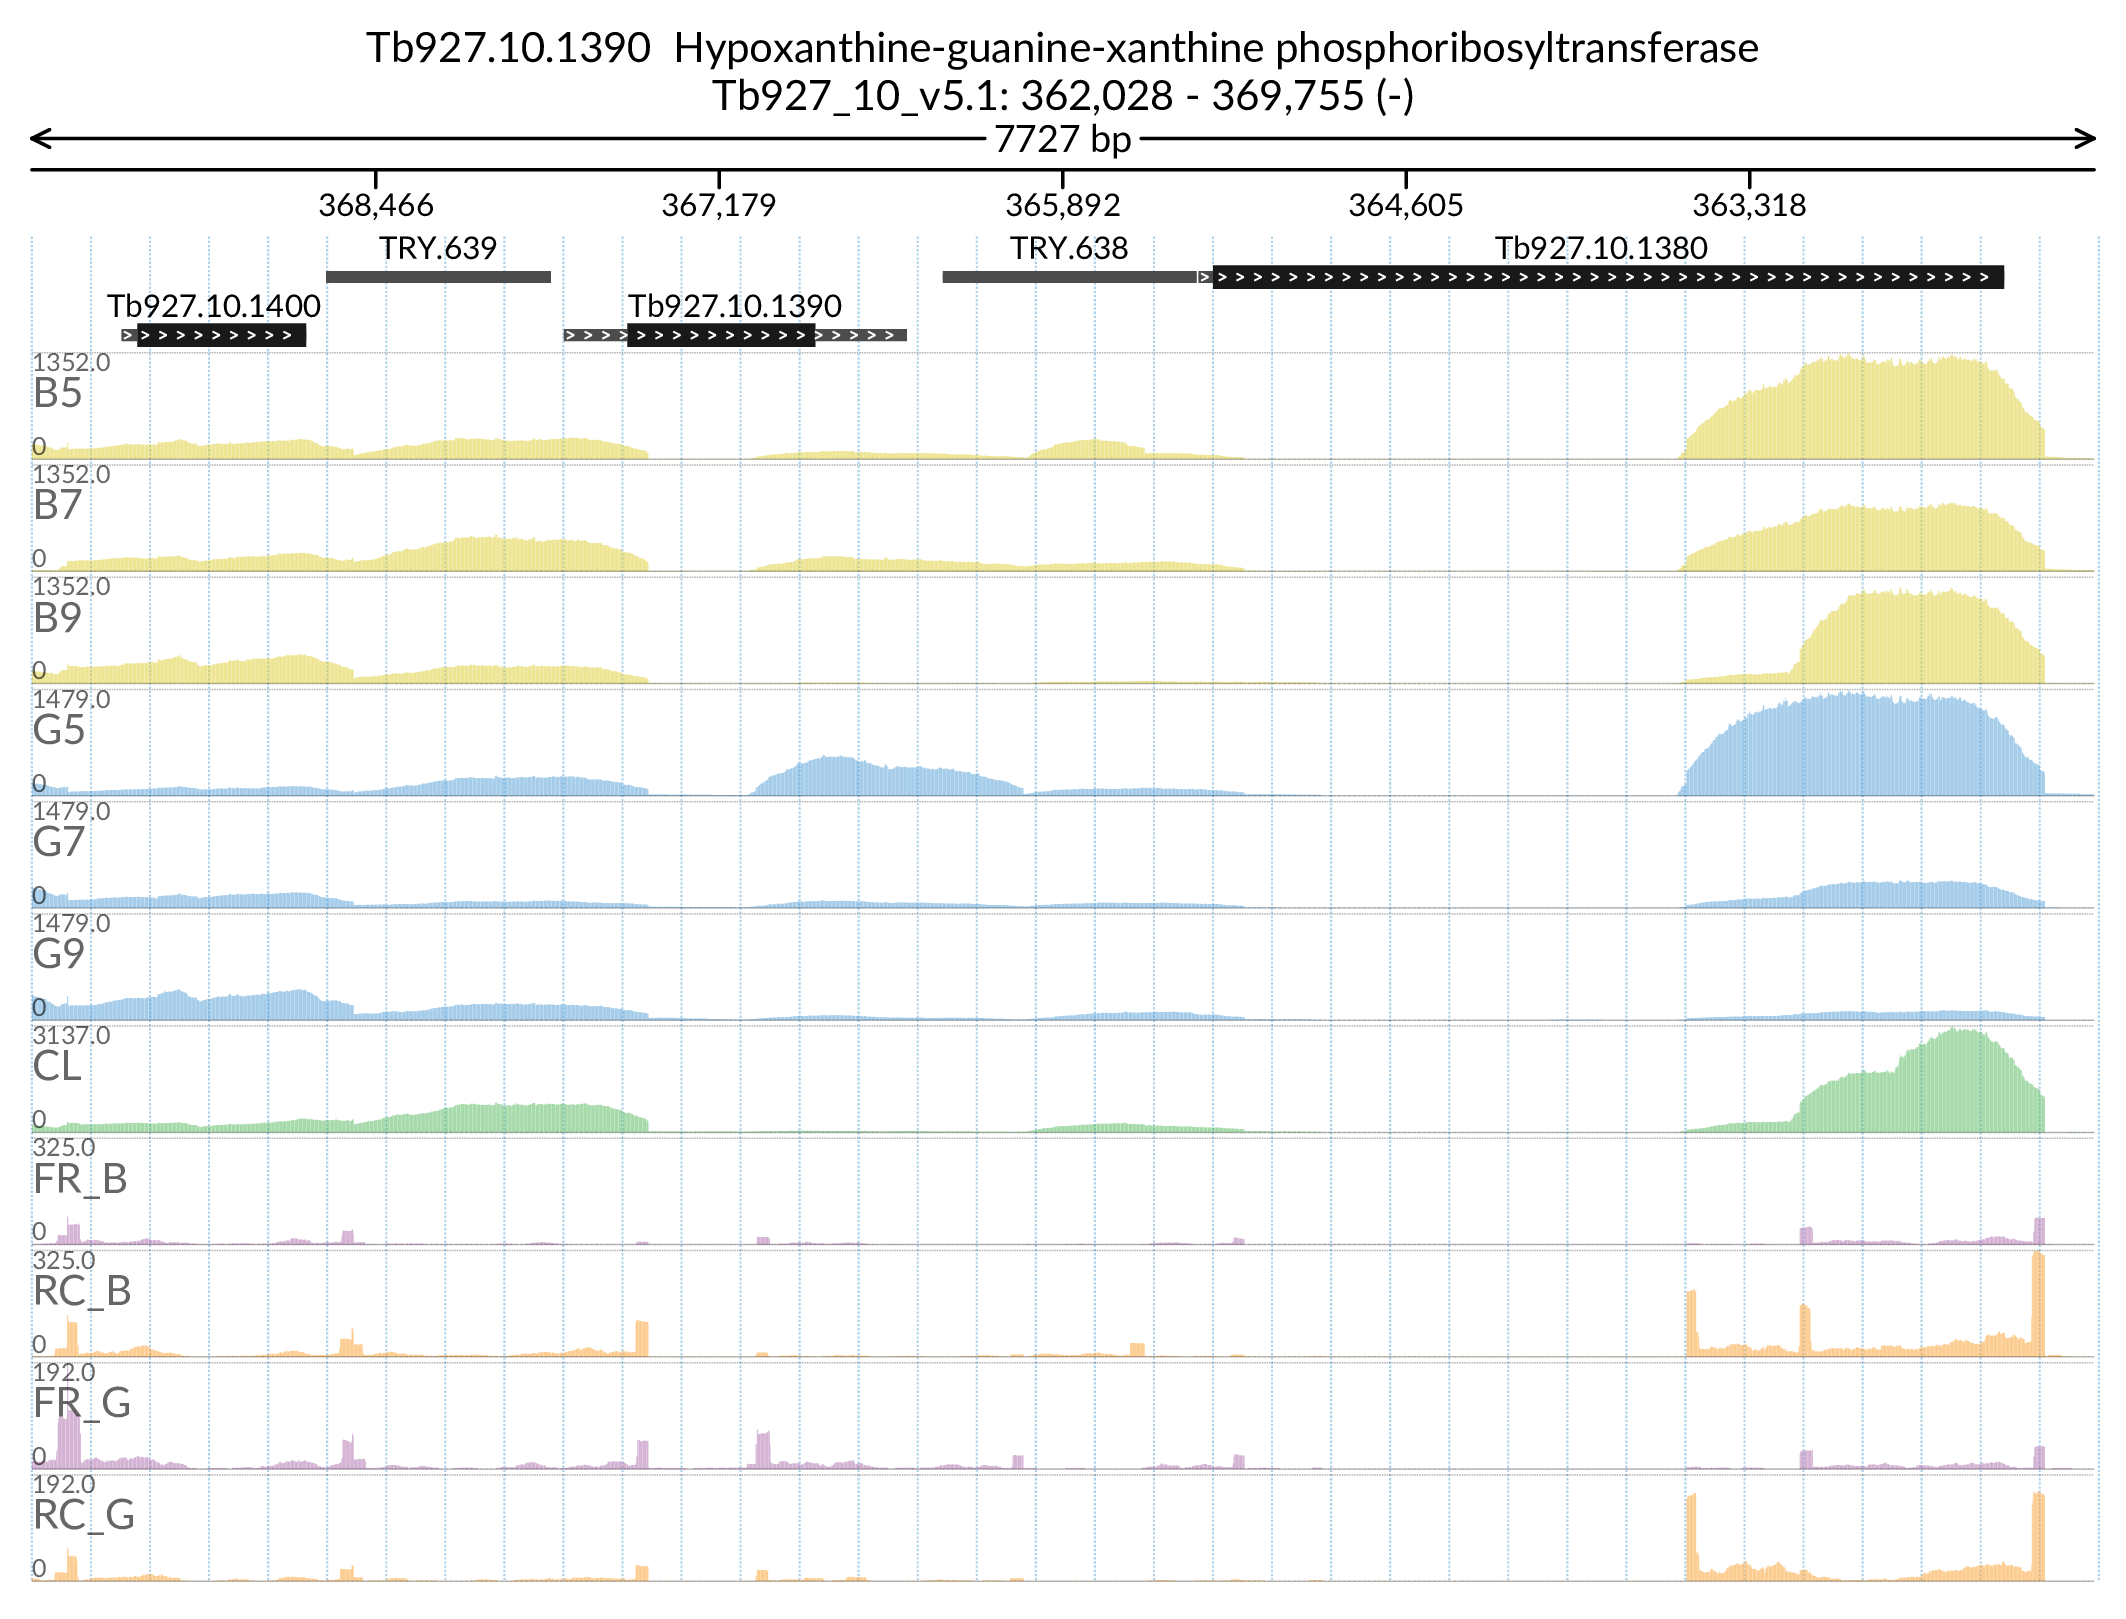 Tb927.10.1390  Hypoxanthine-guanine-xanthine phosphoribosyltransferase
Tb927_10_v5.1: 362,028 - 369,755 (-)
7727 bp
368,466 367,179 365,892 364,605 363,318
TRY.639 TRY.638 Tb927.10.1380
Tb927.10.1400 Tb927.10.1390
1352.0
B5
0
1352.0
B7
0
1352.0
B9
0
1479.0
G5
0
1479.0
G7
0
1479.0
G9
0
3137.0
CL
0
325.0
FR_B
0
325.0
RC_B
0
192.0
FR_G
0
192.0
RC_G
0